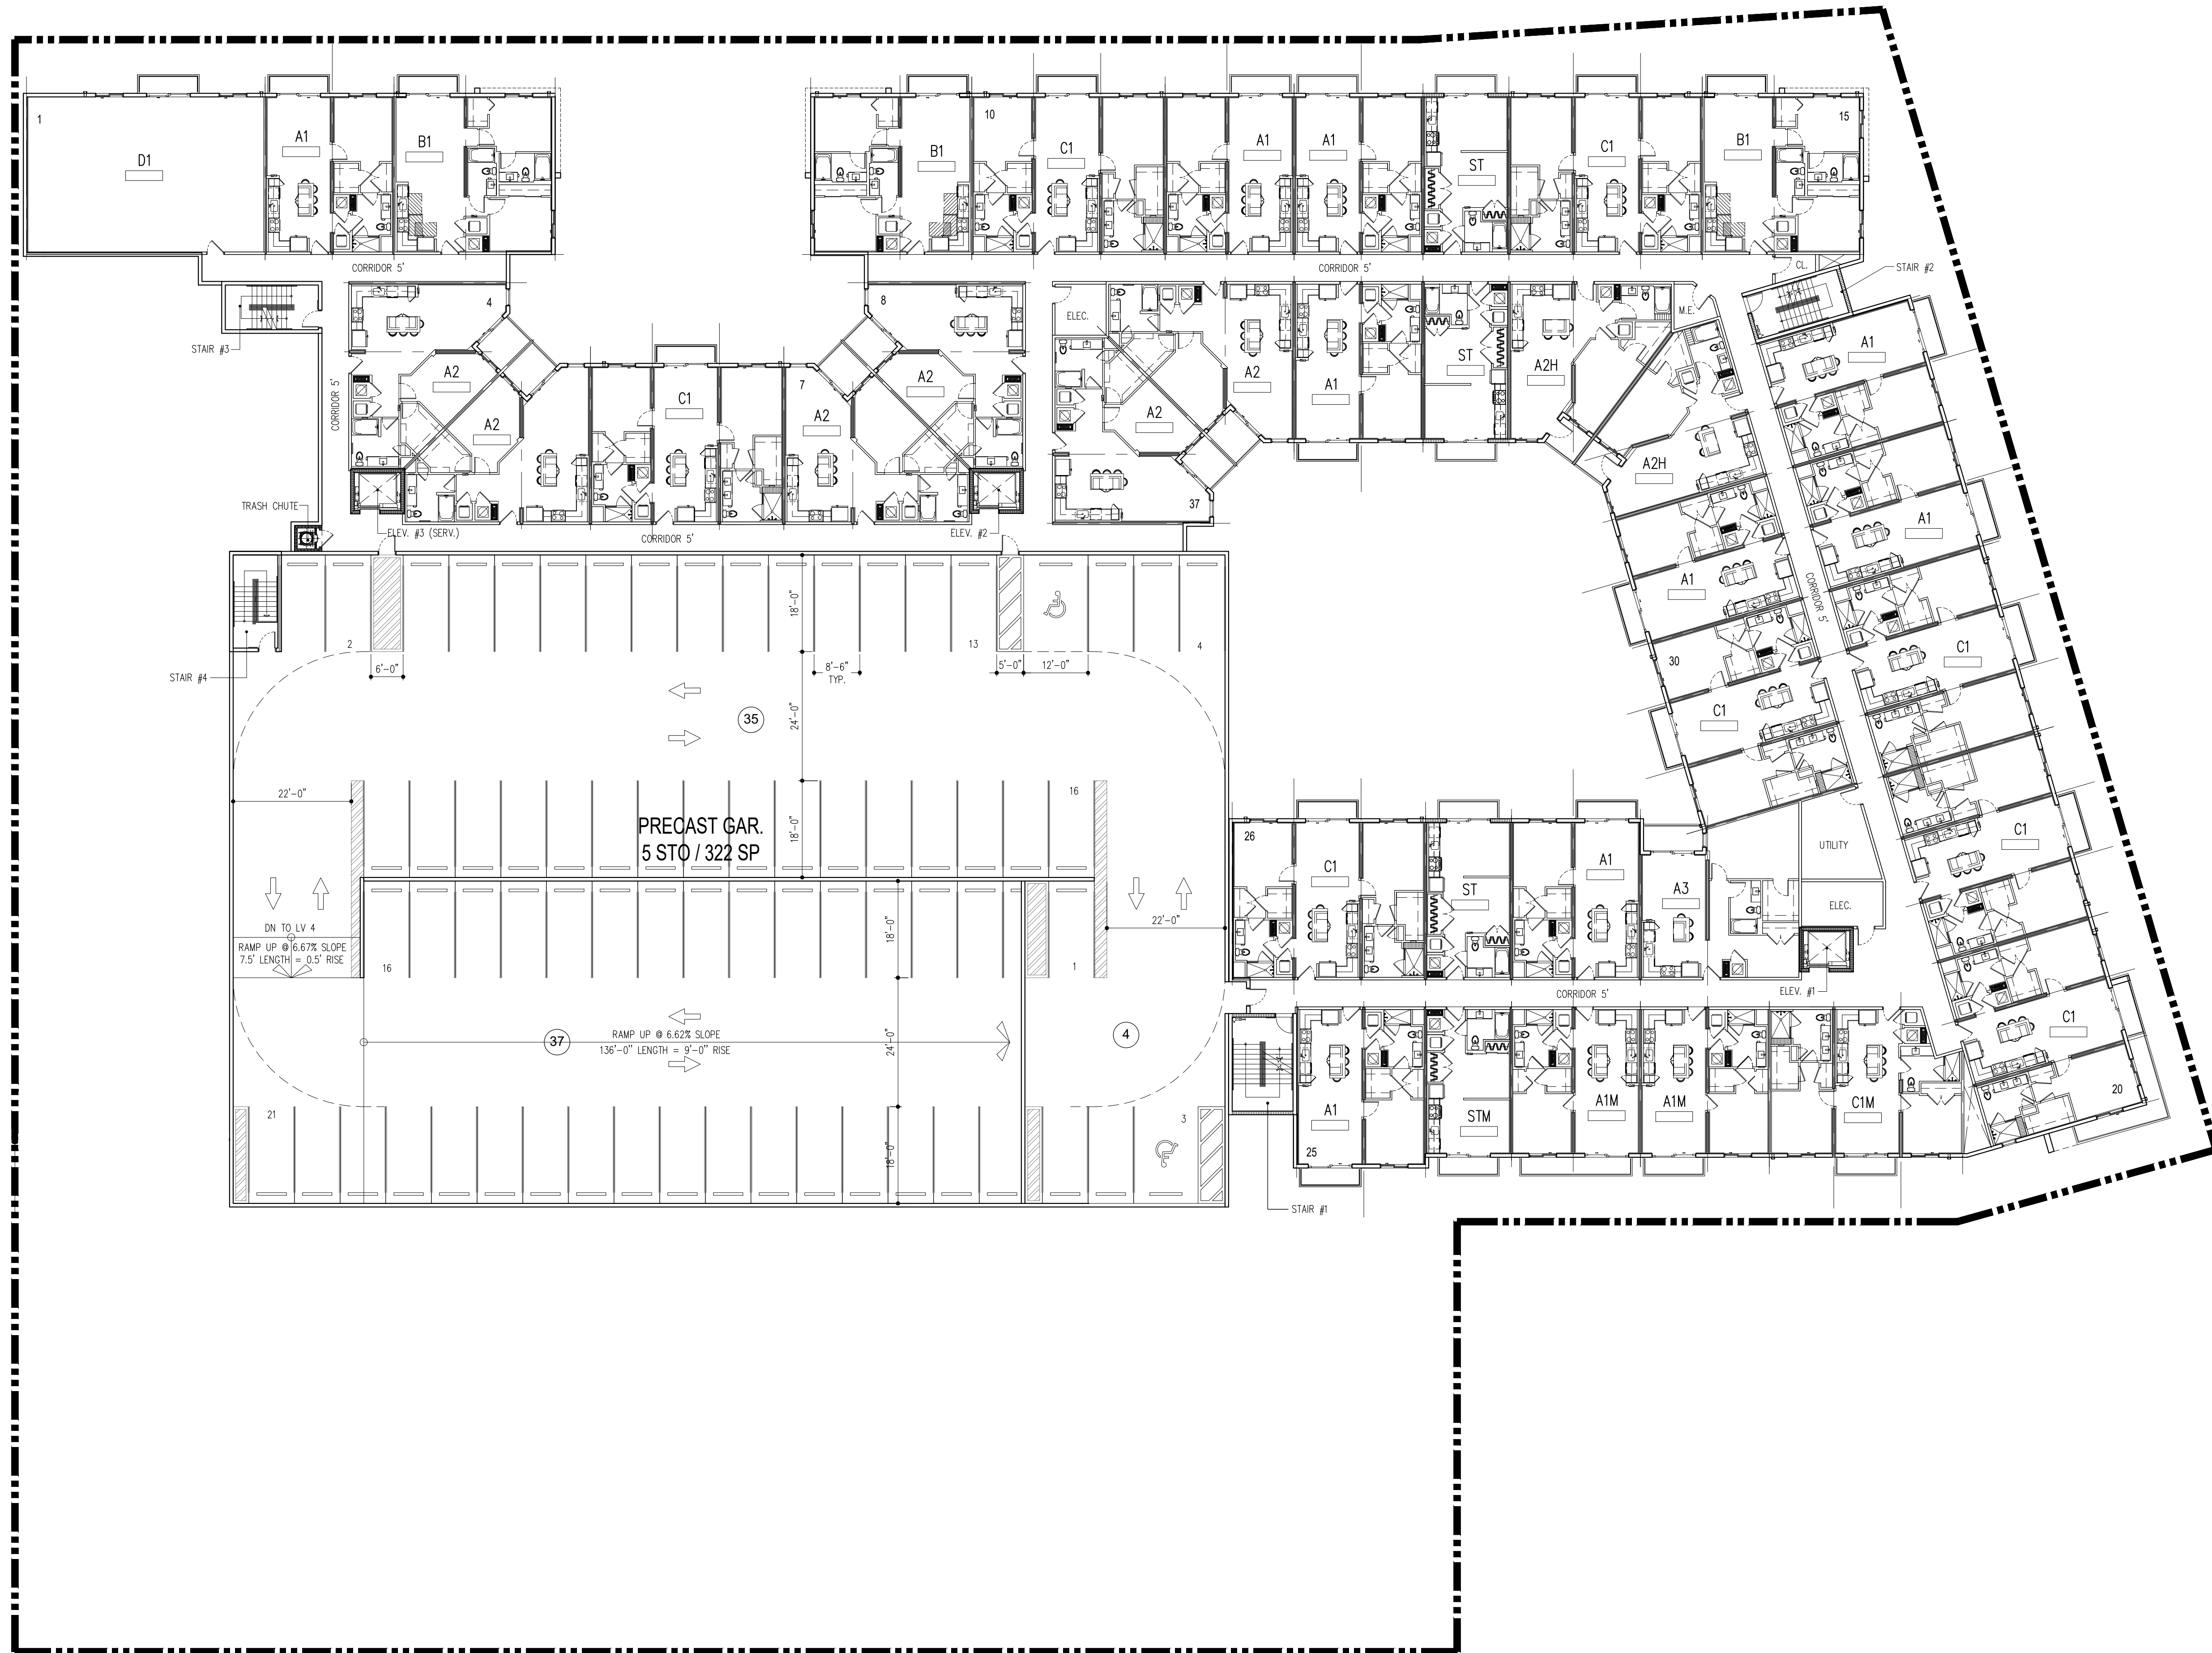 1
D1
A1
B1
B1
10
C1
A1
A1
ST
C1
B1
15
CORRIDOR 5'
CORRIDOR 5'
CL.
STAIR #2
4
8
ELEC.
M.E.
STAIR #3
A1
CORRIDOR 5'
A2
7
A2
C1
A2
A2
A2
A2
A1
ST
A2H
A2H
37
TRASH CHUTE
ELEV. #3 (SERV.)
CORRIDOR 5'
ELEV. #2
A1
A1
CORRIDOR 5'
30
C1
C1
2
13
4
18'-0"
STAIR #4
6'-0"
8'-6"
TYP.
5'-0"
12'-0"
35
24'-0"
22'-0"
16
PRECAST GAR.
5 STO / 322 SP
18'-0"
26
C1
ST
A1
A3
UTILITY
ELEC.
C1
DN TO LV 4
RAMP UP @ 6.67% SLOPE
7.5' LENGTH = 0.5' RISE
16
18'-0"
1
22'-0"
CORRIDOR 5'
ELEV. #1
RAMP UP @ 6.62% SLOPE
37
136'-0" LENGTH = 9'-0" RISE
24'-0"
4
C1
20
21
3
18'-0"
A1
25
STM
A1M
A1M
C1M
STAIR #1